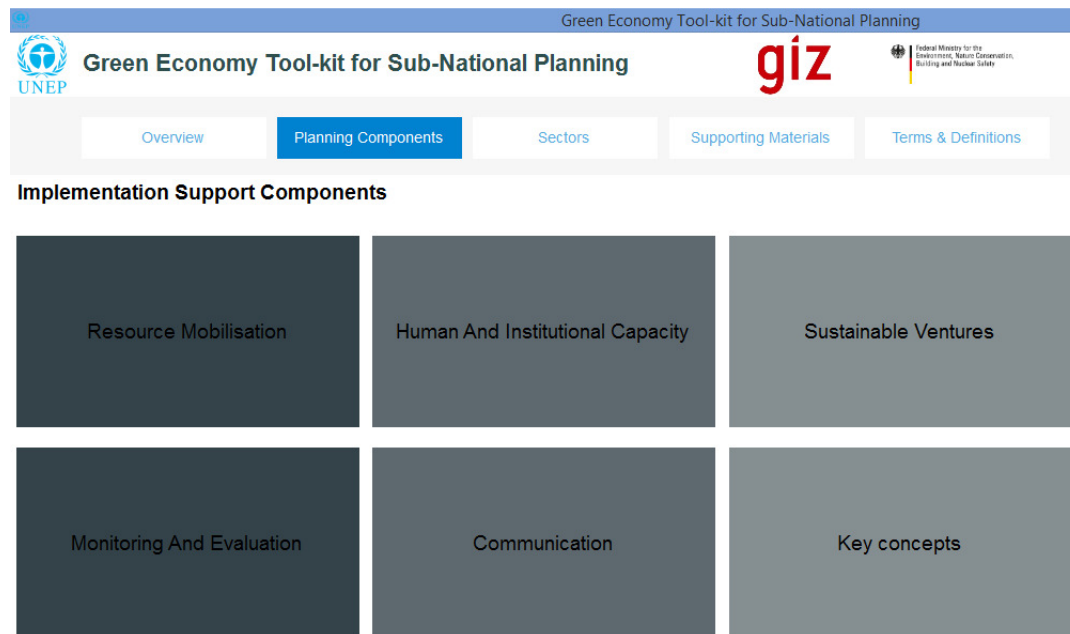 Green Economy Tool-kit for Sub-National Planning
UNEP
Green Economy Tool-kit for Sub-National Planning
giz
Federal Ministry for the
Environment, Nature Conservation,
Building and Nuclear Safety
Overview
Planning Components
Sectors
Supporting Materials
Terms & Definitions
Implementation Support Components
Resource Mobilisation
Human And Institutional Capacity
Sustainable Ventures
Monitoring And Evaluation
Communication
Key concepts